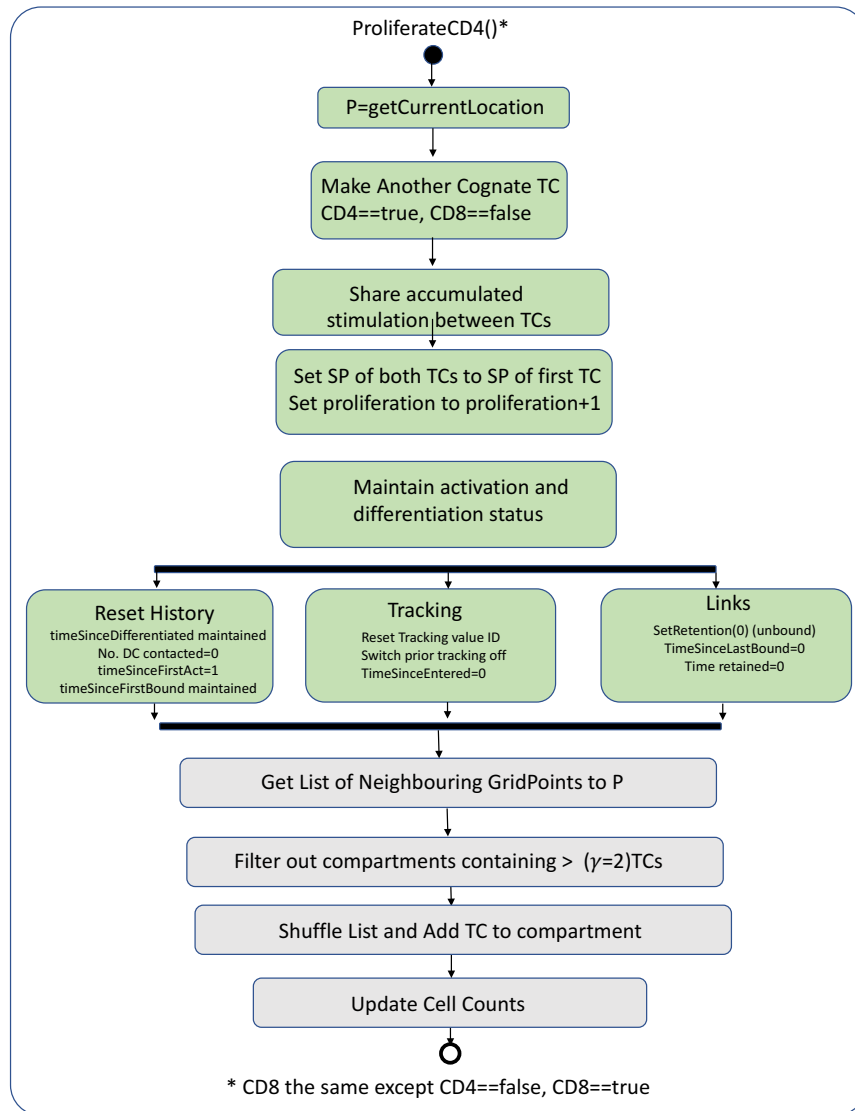 ProliferateCD4()*
P=getCurrentLocation
Make Another Cognate TC
CD4==true, CD8==false
Share accumulated
stimulation between TCs
Set SP of both TCs to SP of first TC
Set proliferation to proliferation+1
Maintain activation and
differentiation status
Reset History
timeSinceDifferentiated maintained
No. DC contacted=0
timeSinceFirstAct=1
timeSinceFirstBound maintained
Tracking
Reset Tracking value ID
Switch prior tracking off
TimeSinceEntered=0
Links
SetRetention(0) (unbound)
TimeSinceLastBound=0
Time retained=0
Get List of Neighbouring GridPoints to P
Filter out compartments containing > (γ=2)TCs
Shuffle List and Add TC to compartment
Update Cell Counts
* CD8 the same except CD4==false, CD8==true